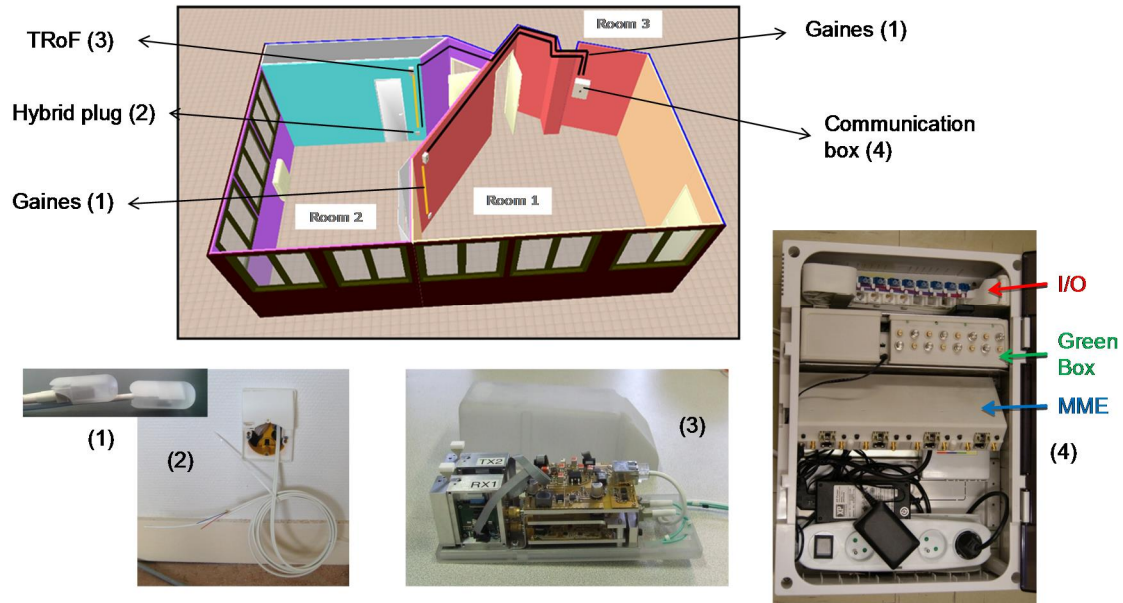 Room 3
TRoF (3)
Gaines (1)
Hybrid plug (2)
Communication
box (4)
Gaines (1)
Room 2
Room 1
I/O
Green
Box
MME
(1)
(2)
(3)
(4)
TX2
RX1